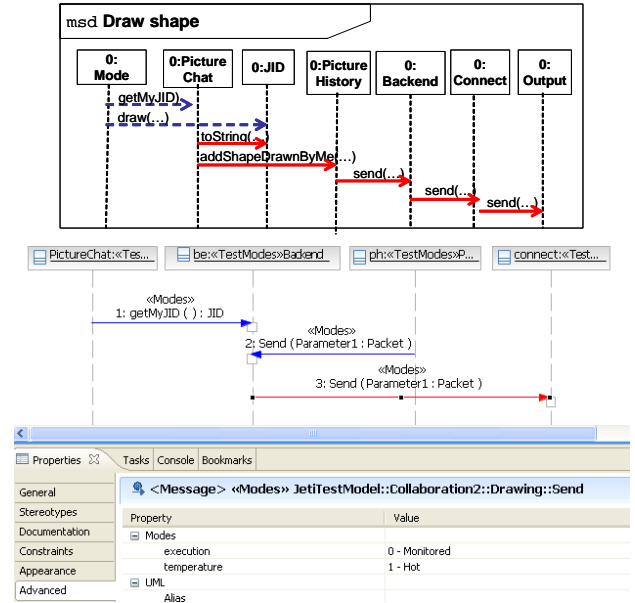 msd Draw shape
0:
Mode
0:Picture
Chat
0:JID
0:Picture
History
0:
Backend
0:
Connect
0:
Output
getMyJID)
draw(...)
toString(...)
addShapeDrawnByMe(...)
send(...)
send(...)
send(...)
PictureChat:«Tes...
be:«TestModes»Backend
ph:«TestModes»P...
connect:«Test...
«Modes»
1: getMyJID ( ) : JID
«Modes»
2: Send ( Parameter1 : Packet )
«Modes»
3: Send ( Parameter1 : Packet )
Properties
Tasks Console Bookmarks
General
Stereotypes
Documentation
Constraints
Appearance
Advanced
<Message> «Modes» JetiTestModel::Collaboration2::Drawing::Send
Property Value
Modes
execution 0 - Monitored
temperature 1 - Hot
UML
Alias